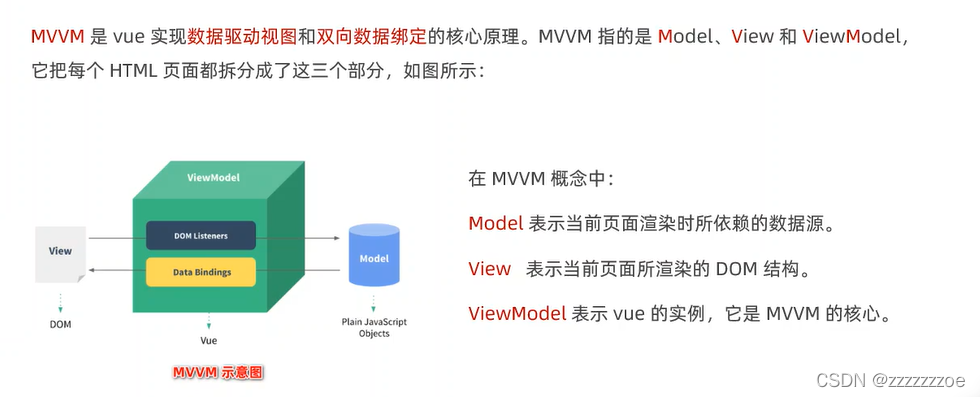 MVVM 是 vue 实现数据驱动视图和双向数据绑定的核心原理。MVVM 指的是 Model、View 和 ViewModel，
它把每个 HTML 页面都拆分成了这三个部分，如图所示：
ViewModel
DOM Listeners
View
Model
Data Bindings
DOM
Vue
Plain JavaScript
Objects
MVVM 示意图
在 MVVM 概念中：
Model 表示当前页面渲染时所依赖的数据源。
View 表示当前页面所渲染的 DOM 结构。
ViewModel 表示 vue 的实例，它是 MVVM 的核心。
CSDN @zzzzzzzoe